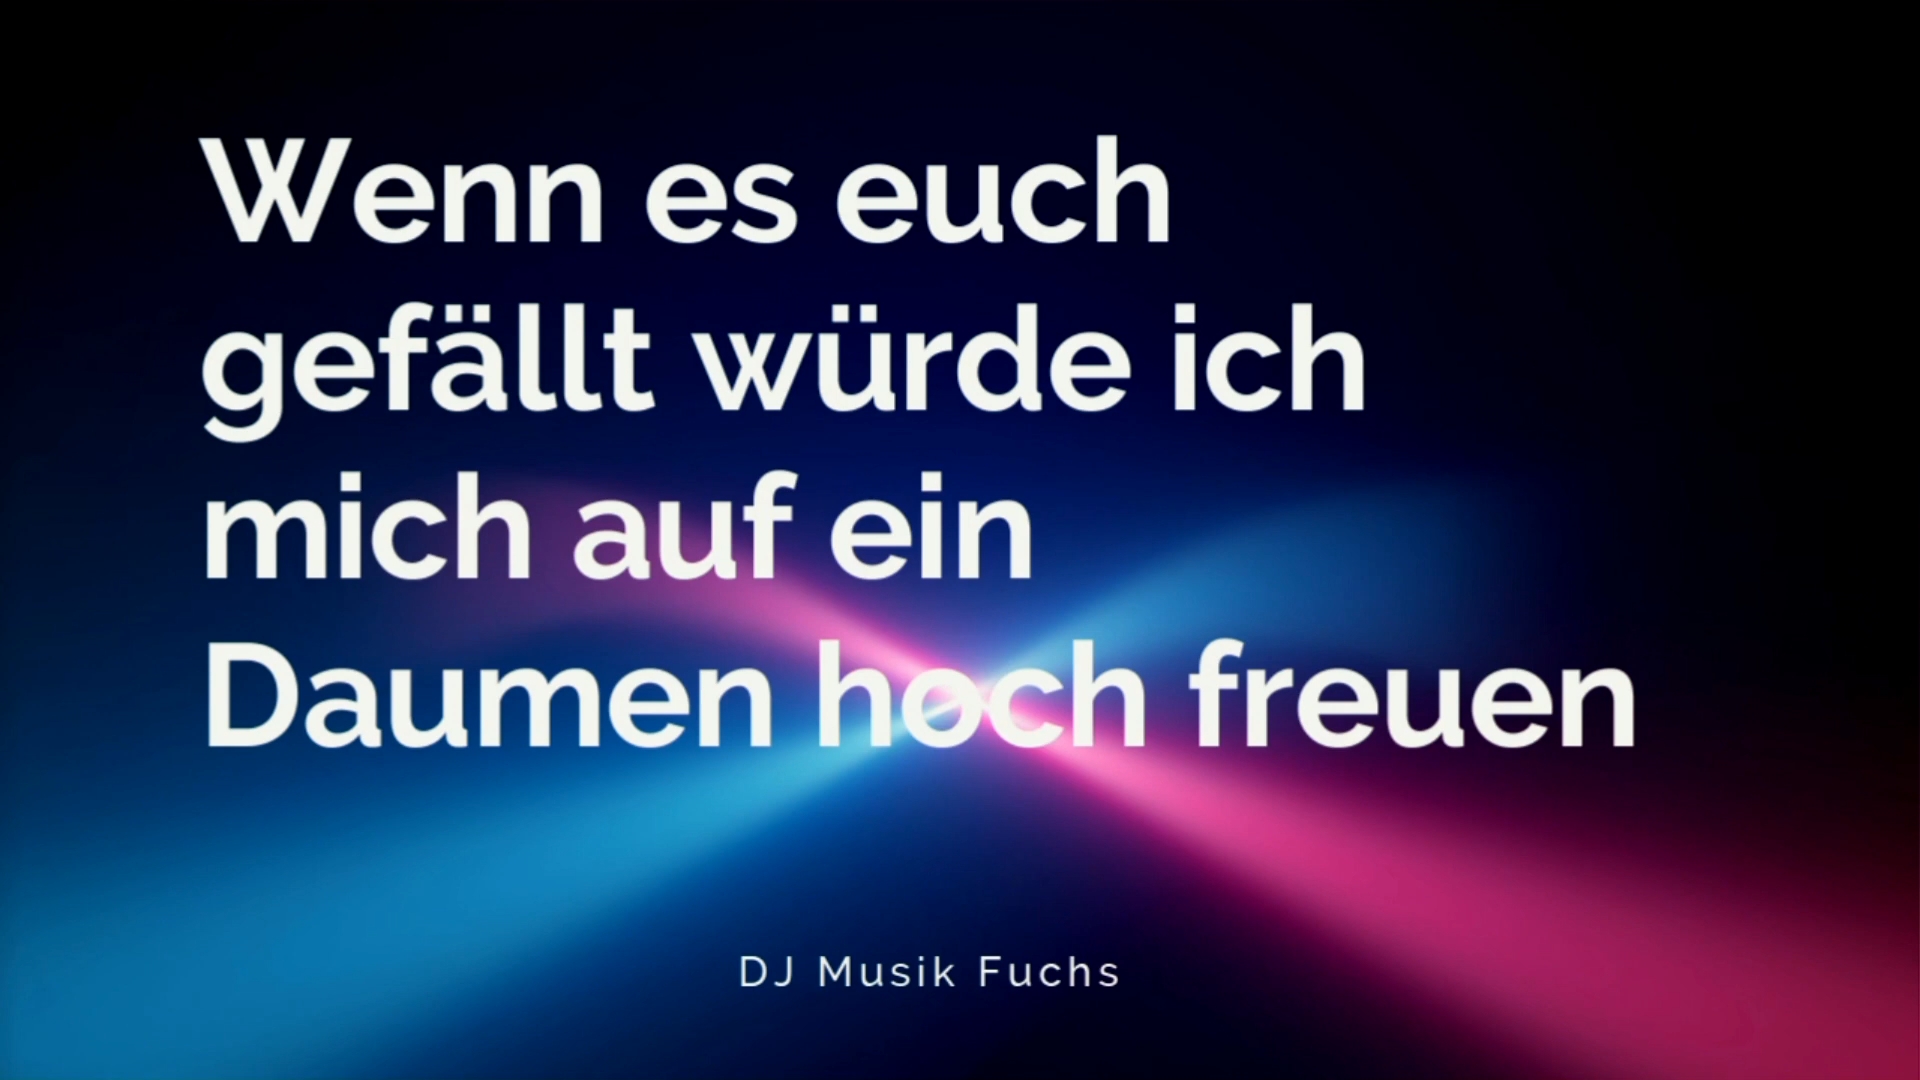 Wenn es euch
gefällt würde ich
mich auf ein
Daumen hoch freuen
DJ Musik Fuchs